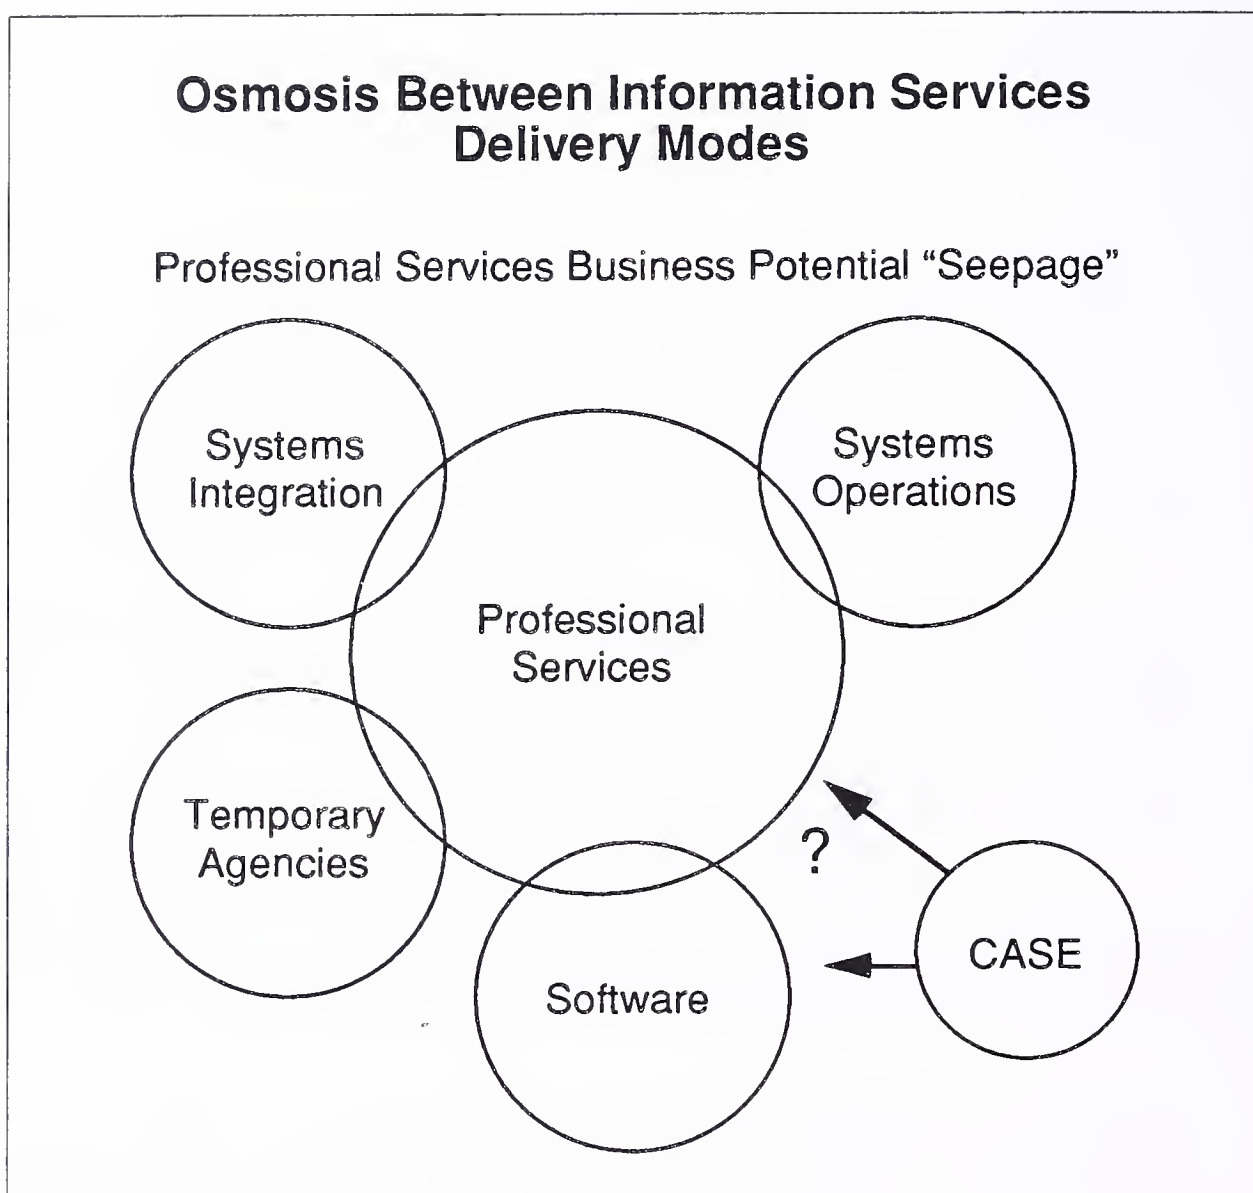 Osmosis Between Information Services
Delivery Modes
Professional Services Business Potential “Seepage”
Systems
Integration
Systems
Operations
Professional
Services
Temporary
Agencies
?
CASE
Software